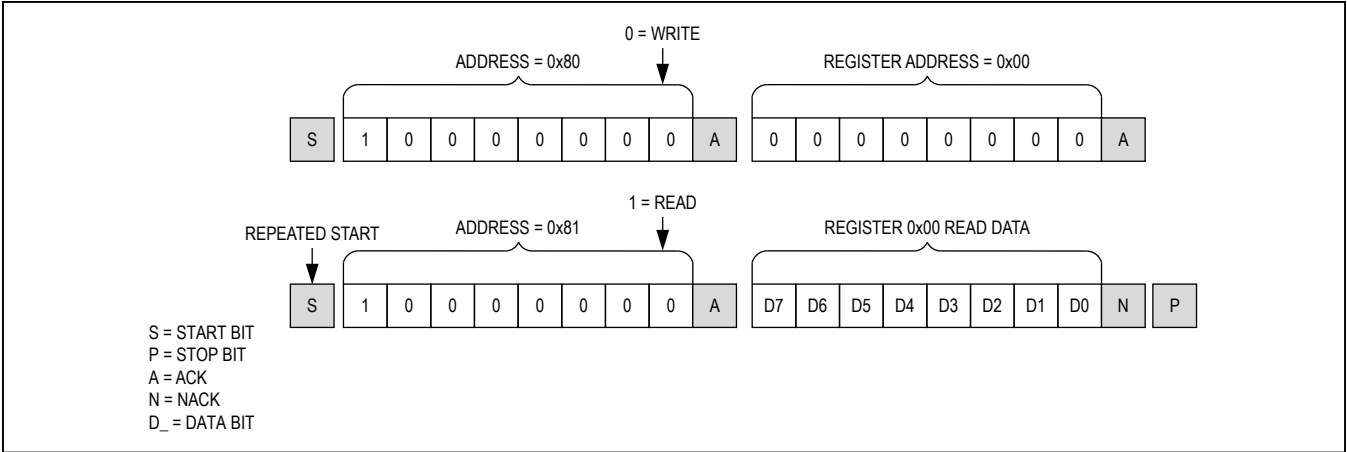 0 = WRITE
ADDRESS = 0x80 REGISTER ADDRESS = 0x00
S 1 0 0 0 0 0 0 0 A 0 0 0 0 0 0 0 0 A
1 = READ
REPEATED START ADDRESS = 0x81 REGISTER 0x00 READ DATA
S 1 0 0 0 0 0 0 0 A D7 D6 D5 D4 D3 D2 D1 D0 N P
S = START BIT
P = STOP BIT
A = ACK
N = NACK
D_ = DATA BIT